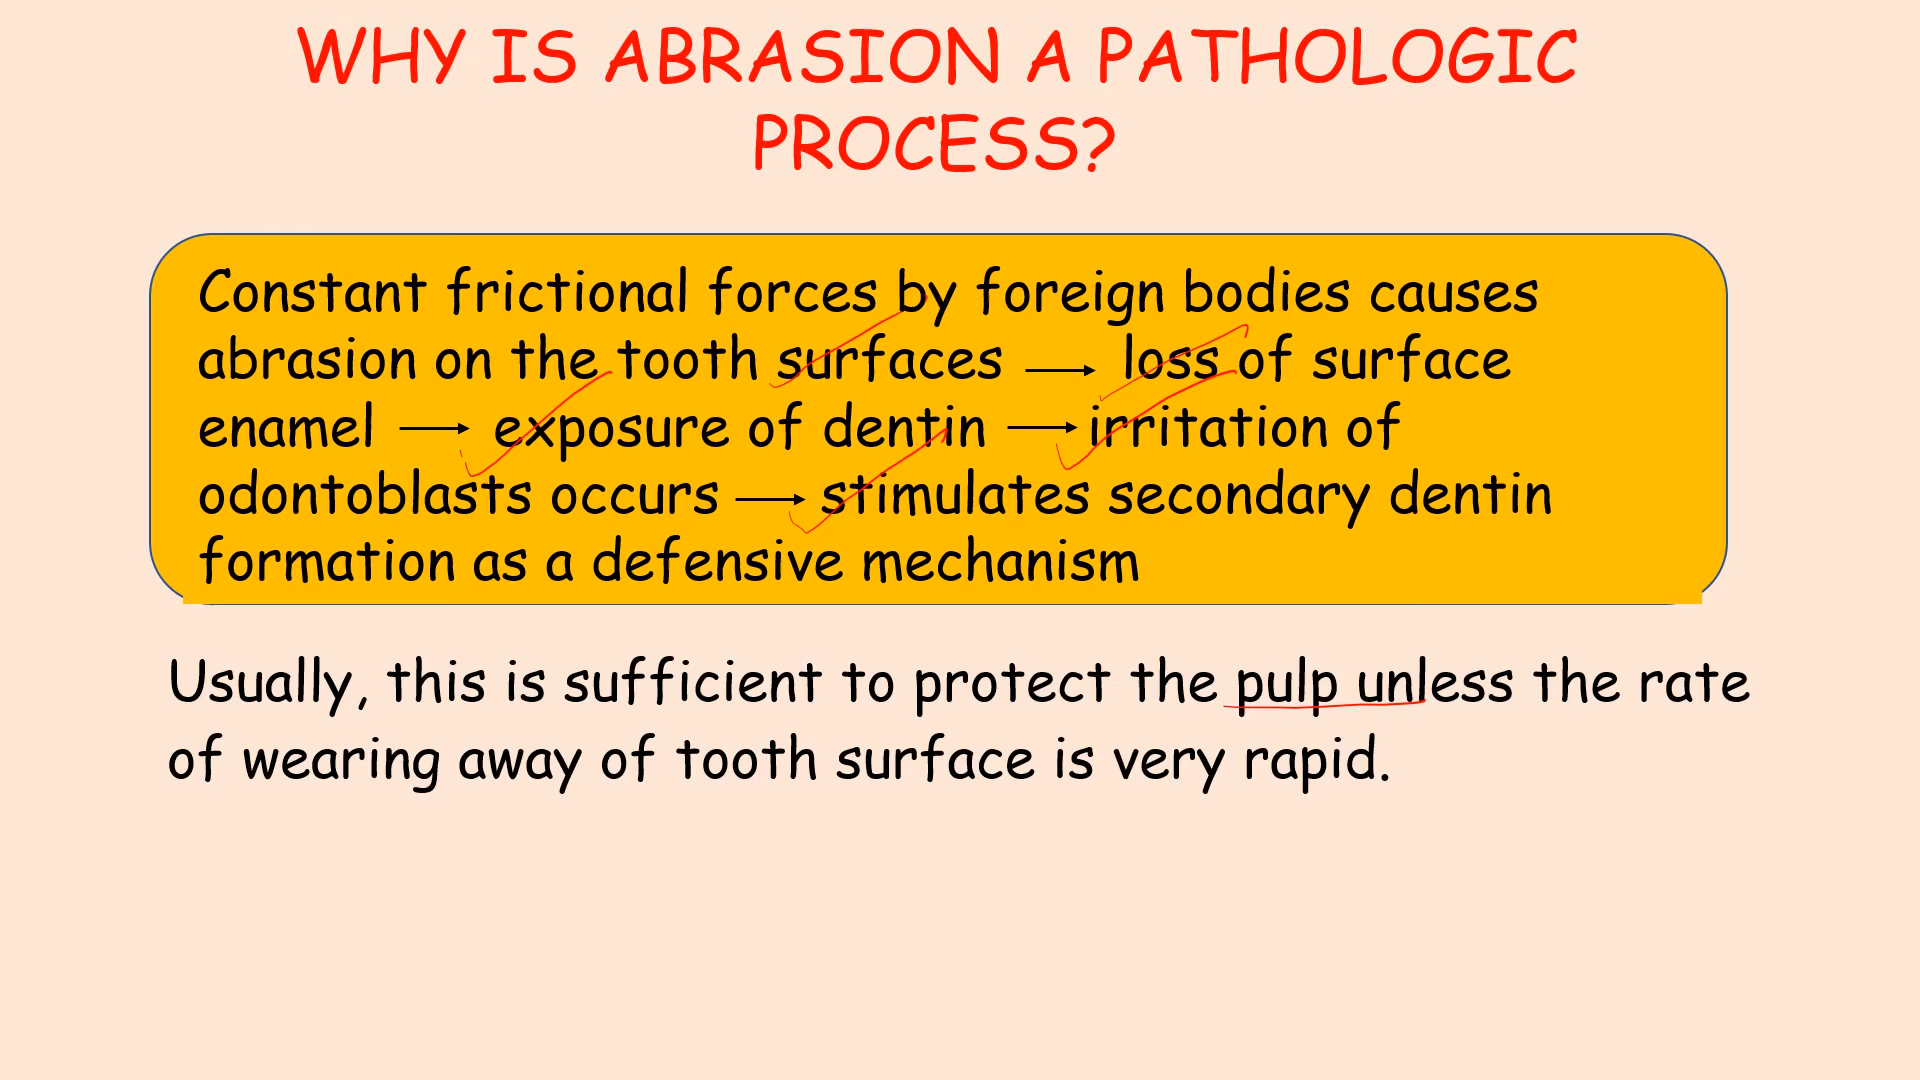 WHY IS ABRASION A PATHOLOGIC
PROCESS?
Constant frictional forces by foreign bodies causes
abrasion on the tooth surfaces → loss of surface
enamel → exposure of dentin → irritation of
odontoblasts occurs → stimulates secondary dentin
formation as a defensive mechanism
Usually, this is sufficient to protect the pulp unless the rate
of wearing away of tooth surface is very rapid.